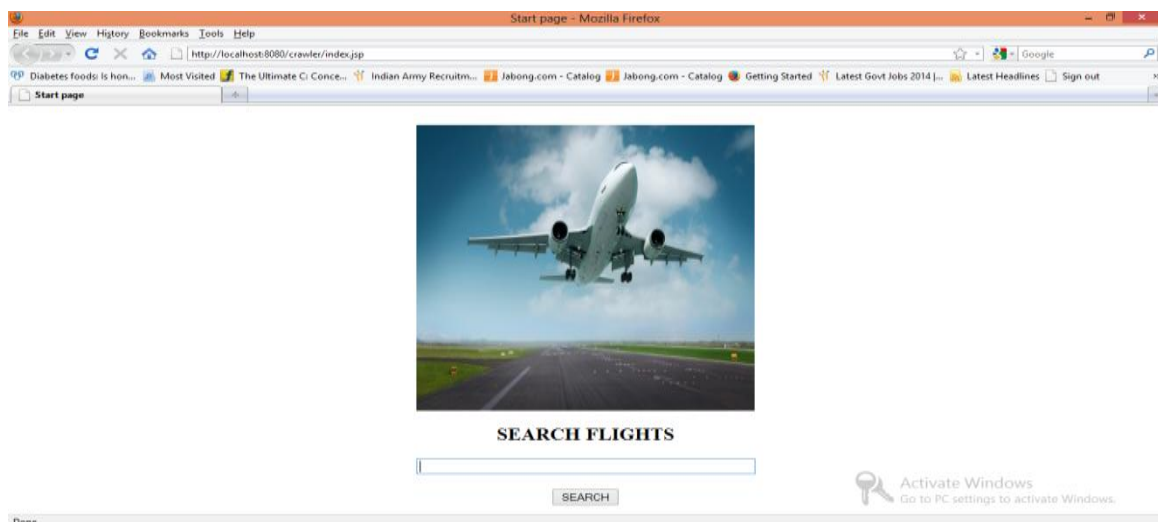 Start page - Mozilla Firefox
File Edit View History Bookmarks Tools Help
http://localhost:8080/crawler/index.jsp Google
Diabetes foods: Is hon... Most Visited The Ultimate C: Conce... Indian Army Recruitm... Jabong.com - Catalog Jabong.com - Catalog Getting Started Latest Govt Jobs 2014 |... Latest Headlines Sign out
Start page
SEARCH FLIGHTS
SEARCH
Activate Windows
Go to PC settings to activate Windows.
Done